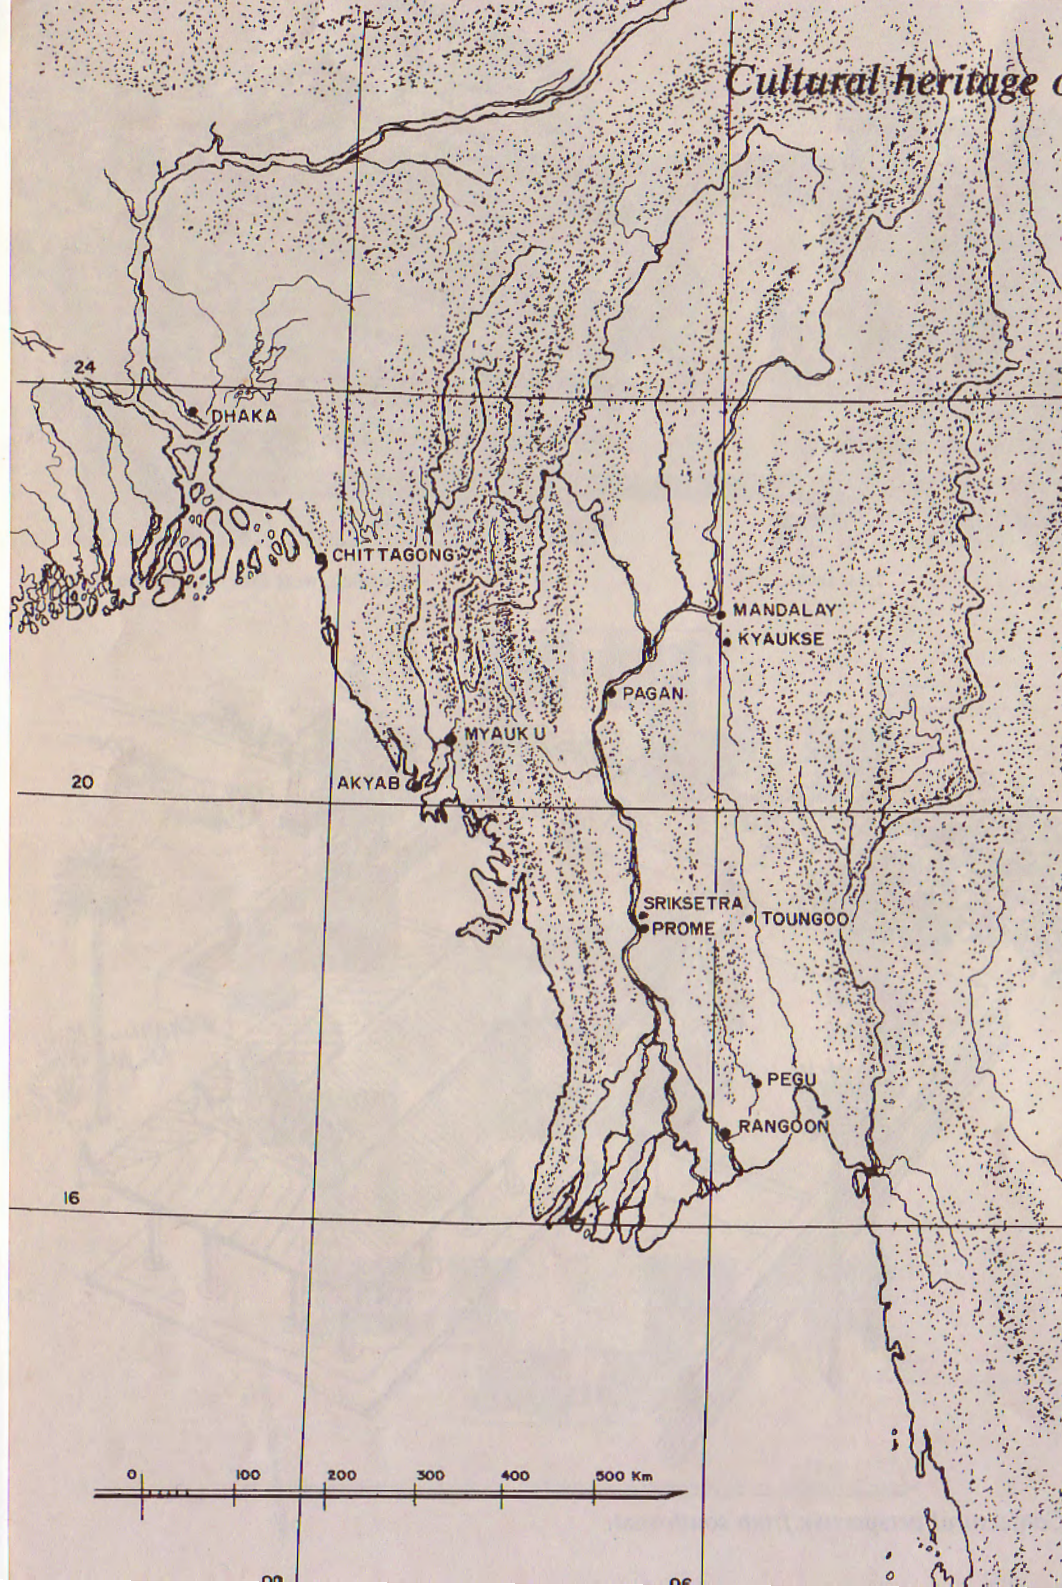 Cultural heritage
24
DHAKA
CHITTAGONG
MANDALAY
KYAUKSE
PAGAN
MYAUK U
20
AKYAB
SRIKSETRA
PROME
TOUNGOO
PEGU
RANGOON
16
0 100 200 300 400 500 Km